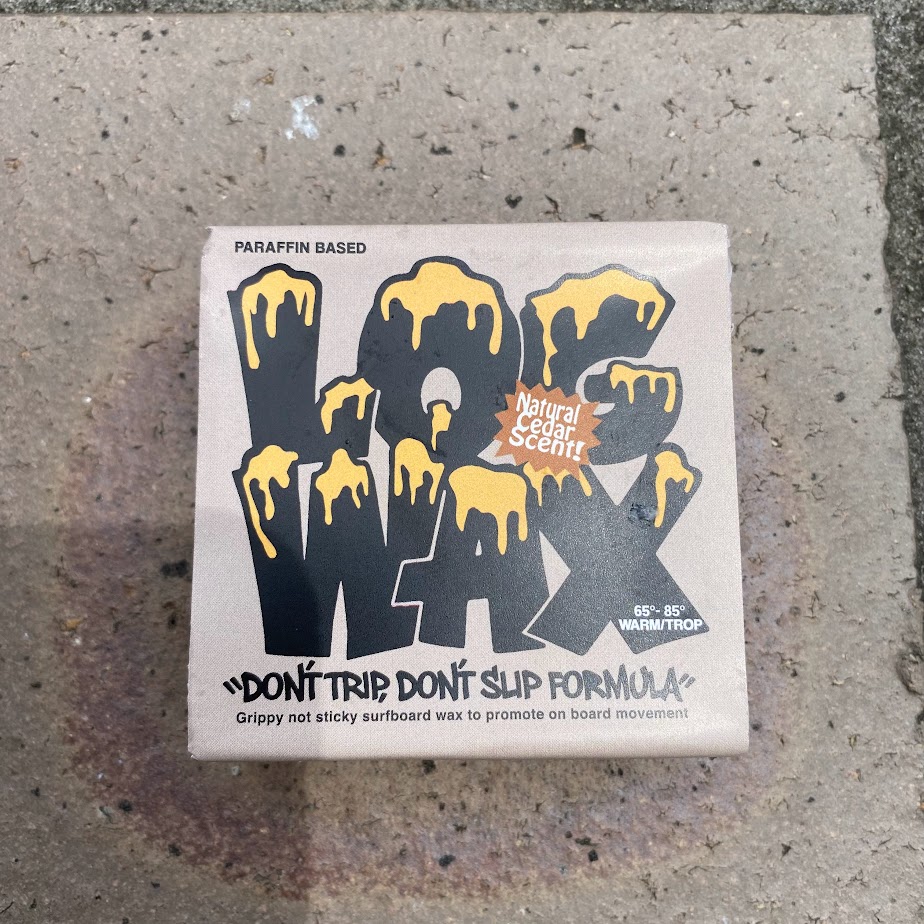 PARAFFIN BASED
LOG
Natural
Cedar
Scent!
WAX
65°- 85°
WARM/TROP
"DON'T TRIP, DON'T SLIP FORMULA"
Grippy not sticky surfboard wax to promote on board movement